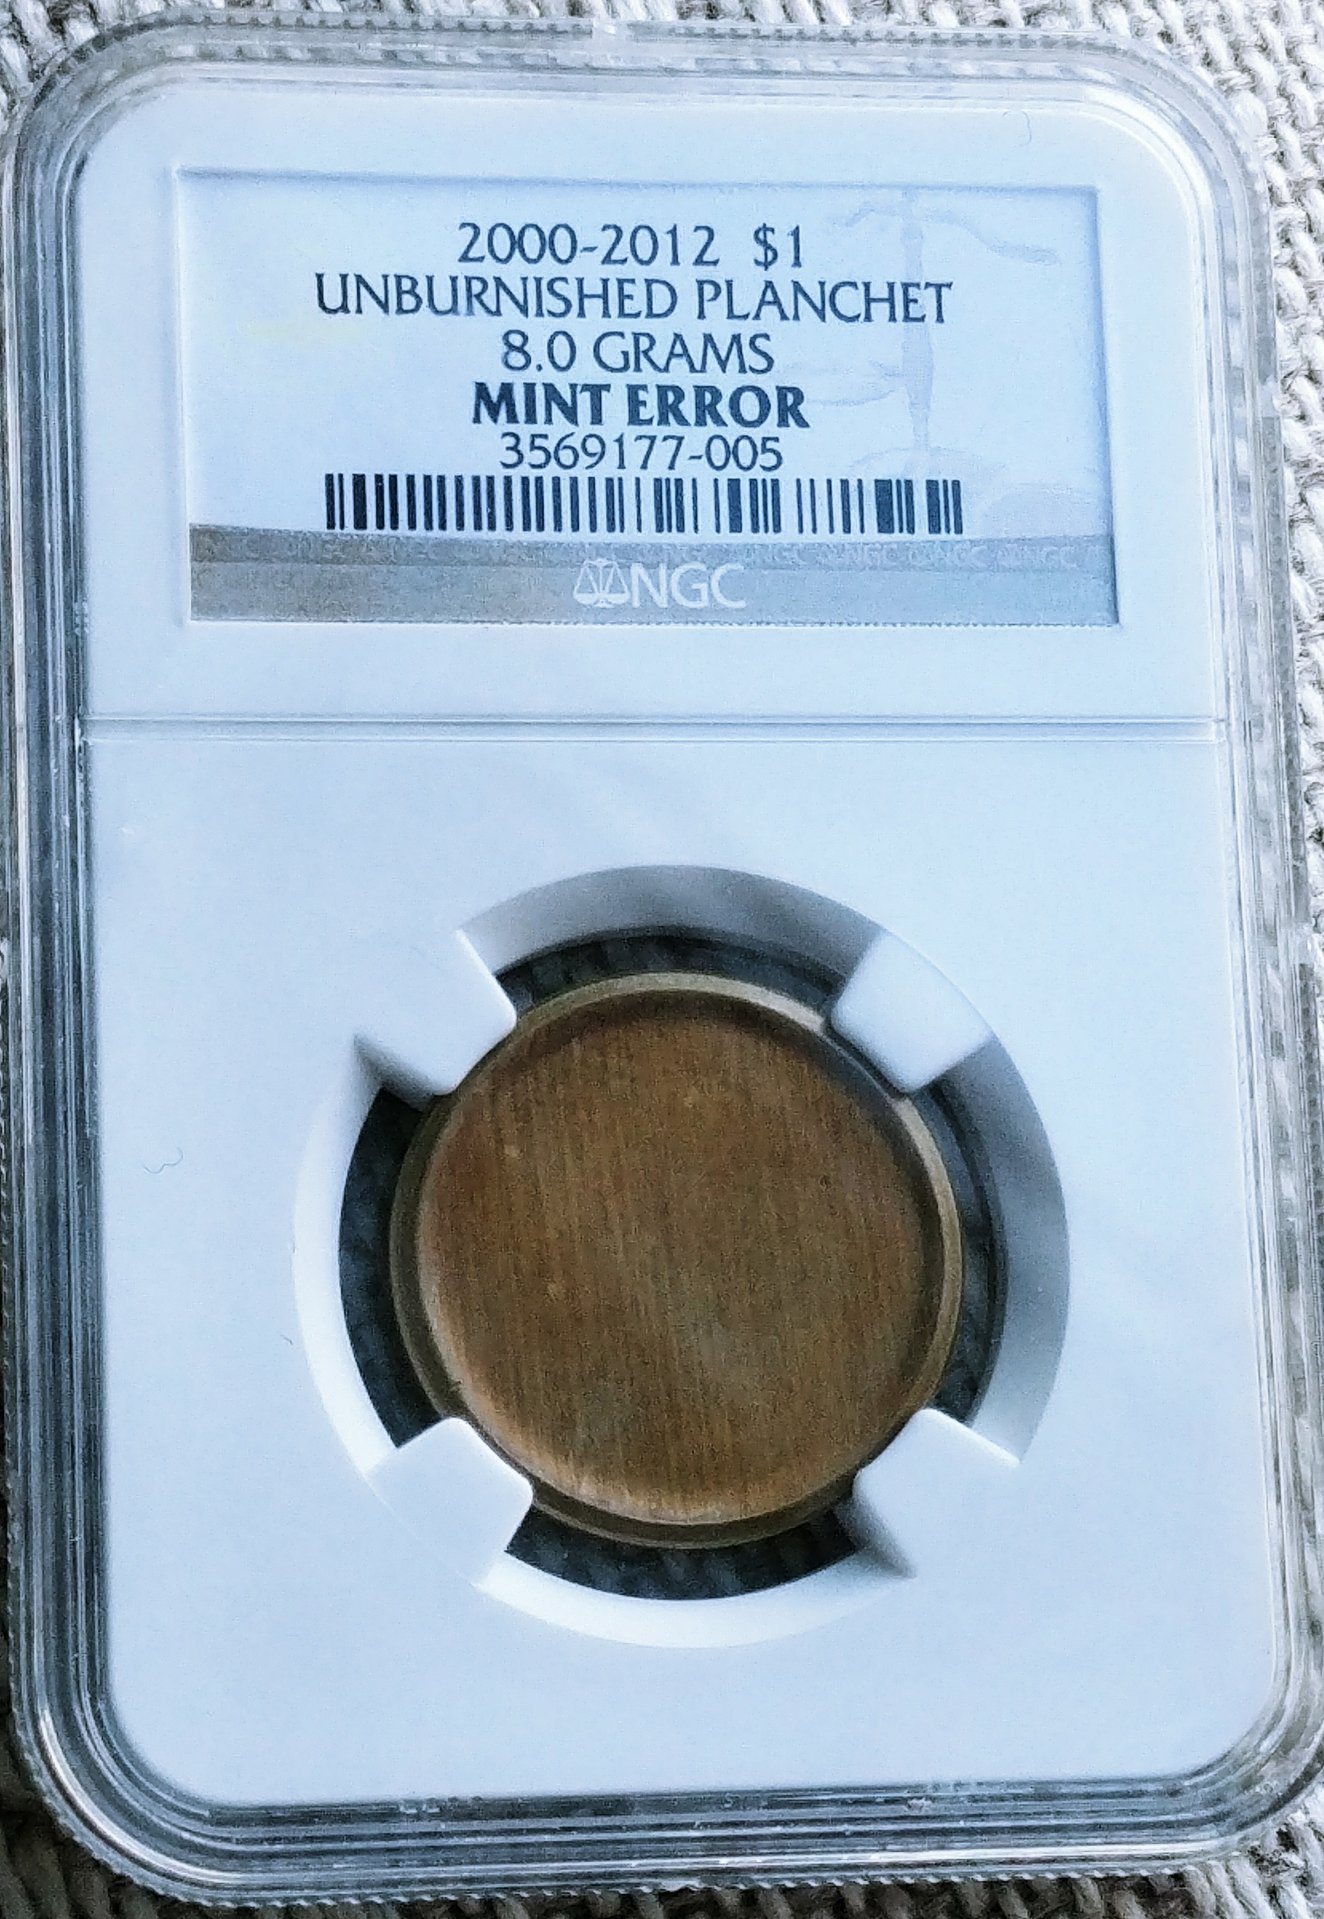 2000-2012 $1
UNBURNISHED PLANCHET
8.0 GRAMS
MINT ERROR
3569177-005
NGC